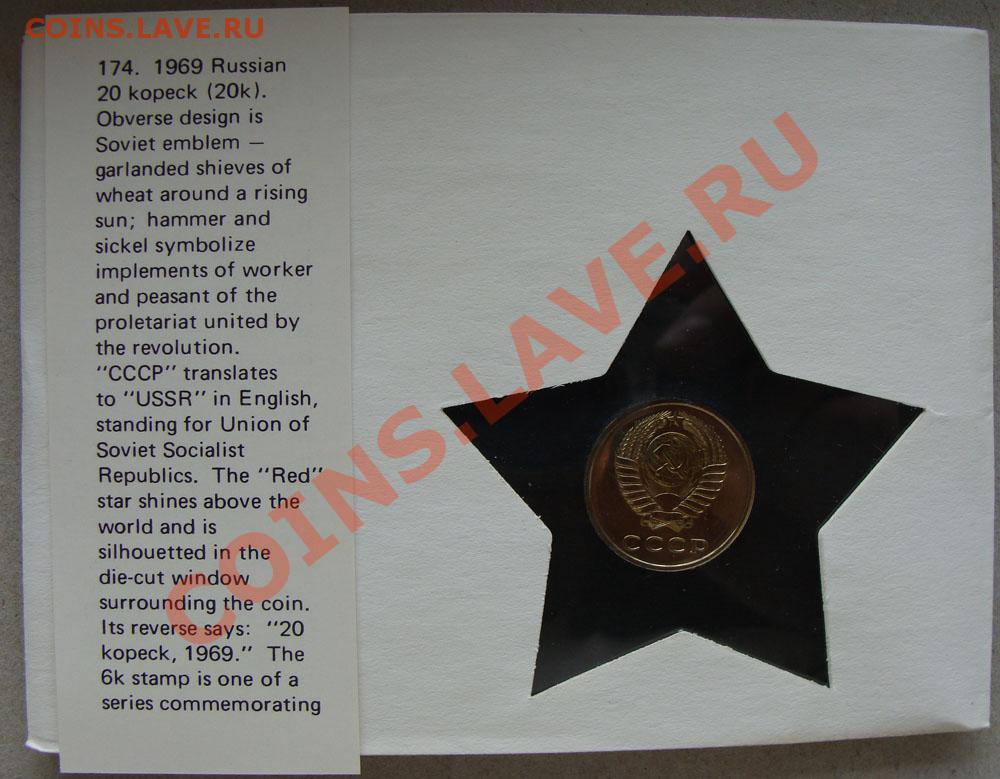 COINS.LAVE.RU
174. 1969 Russian
20 kopeck (20k).
Obverse design is
Soviet emblem —
garlanded shieves of
wheat around a rising
sun; hammer and
sickel symbolize
implements of worker
and peasant of the
proletariat united by
the revolution.
"CCCP" translates
to "USSR" in English,
standing for Union of
Soviet Socialist
Republics. The "Red"
star shines above the
world and is
silhouetted in the
die-cut window
surrounding the coin.
Its reverse says: "20
kopeck, 1969." The
6k stamp is one of a
series commemorating
COINS.LAVE.RU
СССР